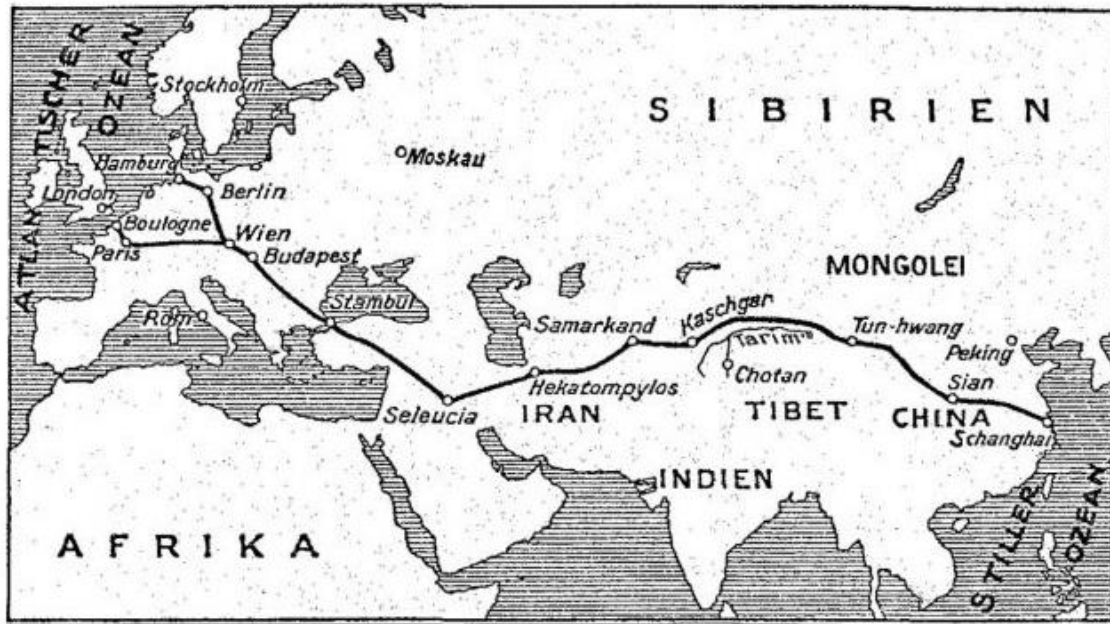 ATLANTISCHER
OZEAN
Stockholm
SIBIRIEN
Moskau
Hamburg
London
Berlin
Boulogne
Paris
Wien
Budapest
MONGOLEI
Stambul
Rom
Samarkand
Kaschgar
Tun-hwang
Tarim
Peking
Hekatompylos
Chotan
Sian
Seleucia
IRAN
TIBET
CHINA
Schanghai
INDIEN
AFRIKA
STILLER
OZEAN